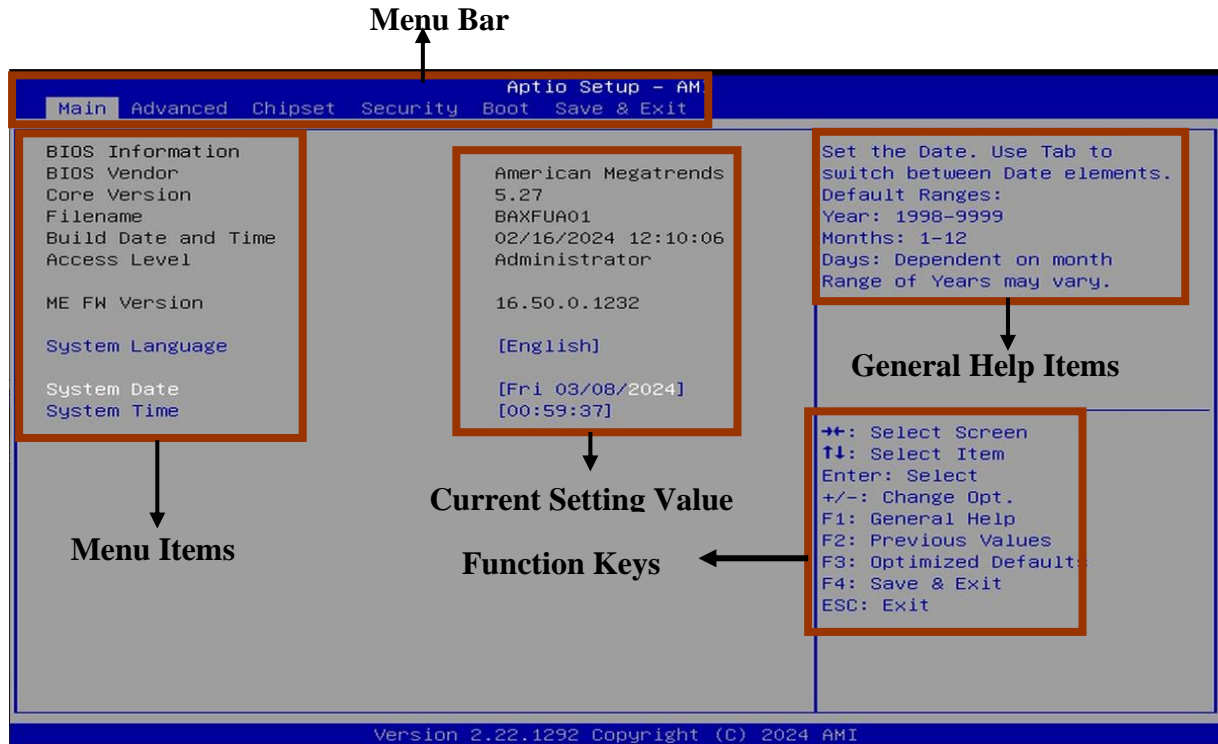 Menu Bar
Aptio Setup – AMI
Main Advanced Chipset Security Boot Save & Exit
BIOS Information
BIOS Vendor American Megatrends
Core Version 5.27
Filename BAXFUA01
Build Date and Time 02/16/2024 12:10:06
Access Level Administrator
ME FW Version 16.50.0.1232
System Language [English]
System Date [Fri 03/08/2024]
System Time [00:59:37]
Set the Date. Use Tab to
switch between Date elements.
Default Ranges:
Year: 1998-9999
Months: 1-12
Days: Dependent on month
Range of Years may vary.
General Help Items
→←: Select Screen
↑↓: Select Item
Enter: Select
+/-: Change Opt.
F1: General Help
F2: Previous Values
F3: Optimized Defaults
F4: Save & Exit
ESC: Exit
Current Setting Value
Menu Items
Function Keys
Version 2.22.1292 Copyright (C) 2024 AMI